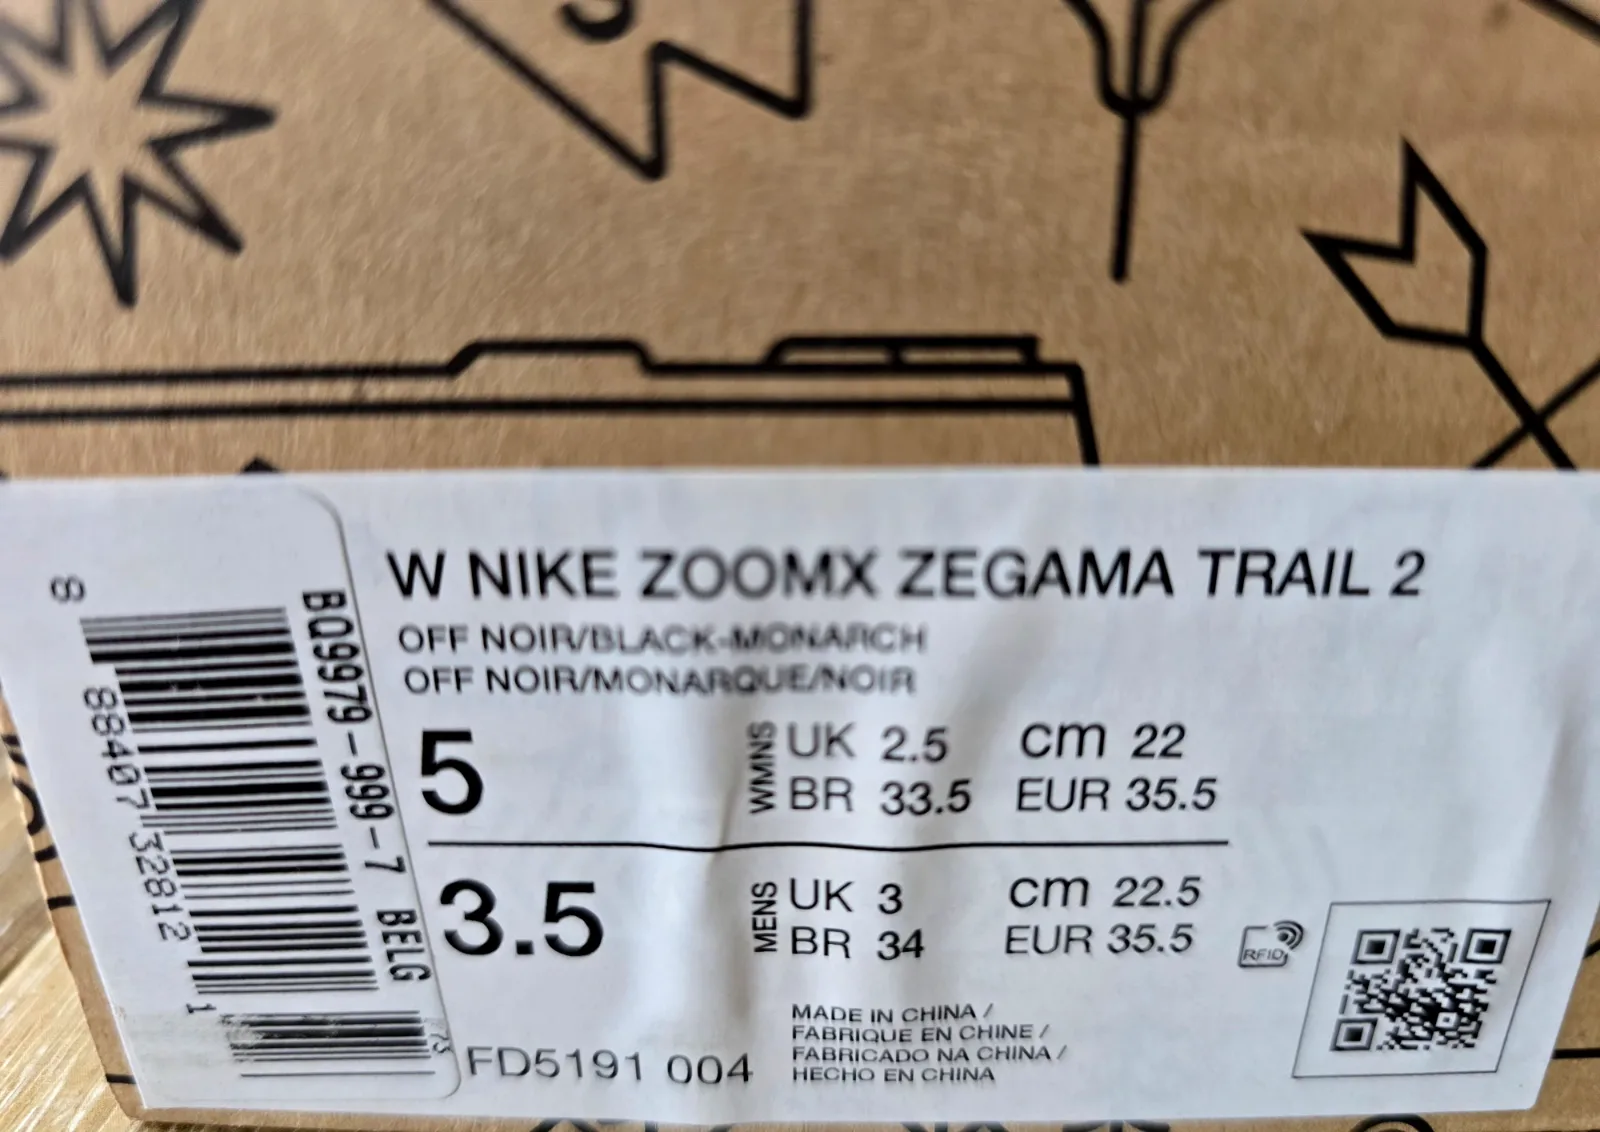 W NIKE ZOOMX ZEGAMA TRAIL 2
OFF NOIR/BLACK-MONARCH
OFF NOIR/MONARQUE/NOIR
5
WMNS
UK 2.5 cm 22
BR 33.5 EUR 35.5
3.5
MENS
UK 3 cm 22.5
BR 34 EUR 35.5
RFID
MADE IN CHINA /
FABRIQUE EN CHINE /
FABRICADO NA CHINA /
HECHO EN CHINA
FD5191 004
BQ9979-999-7 BELG
8 88407 32812 1